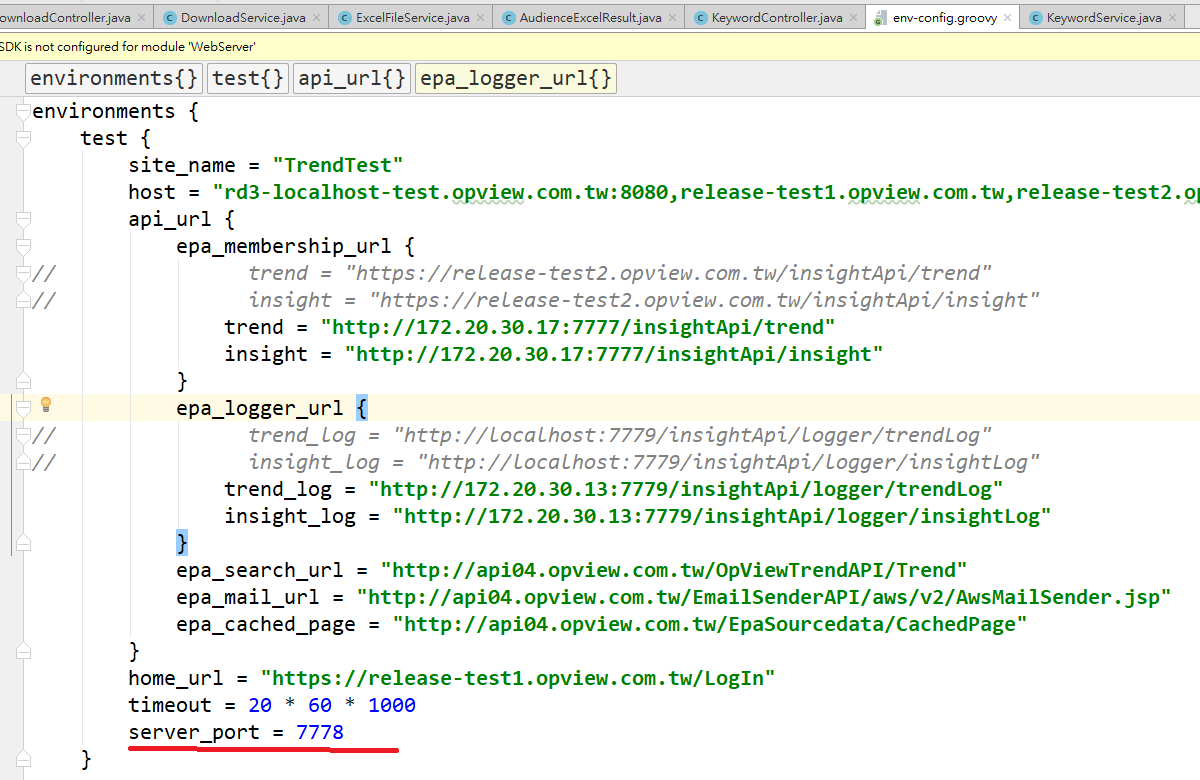 ownloadController.java × DownloadService.java × ExcelFileService.java × AudienceExcelResult.java × KeywordController.java × env-config.groovy × KeywordService.java ×
SDK is not configured for module 'WebServer'
environments{} test{} api_url{} epa_logger_url{}
environments {
test {
site_name = "TrendTest"
host = "rd3-localhost-test.opview.com.tw:8080,release-test1.opview.com.tw,release-test2.op
api_url {
epa_membership_url {
// trend = "https://release-test2.opview.com.tw/insightApi/trend"
// insight = "https://release-test2.opview.com.tw/insightApi/insight"
trend = "http://172.20.30.17:7777/insightApi/trend"
insight = "http://172.20.30.17:7777/insightApi/insight"
}
epa_logger_url {
// trend_log = "http://localhost:7779/insightApi/logger/trendLog"
// insight_log = "http://localhost:7779/insightApi/logger/insightLog"
trend_log = "http://172.20.30.13:7779/insightApi/logger/trendLog"
insight_log = "http://172.20.30.13:7779/insightApi/logger/insightLog"
}
epa_search_url = "http://api04.opview.com.tw/OpViewTrendAPI/Trend"
epa_mail_url = "http://api04.opview.com.tw/EmailSenderAPI/aws/v2/AwsMailSender.jsp"
epa_cached_page = "http://api04.opview.com.tw/EpaSourcedata/CachedPage"
}
home_url = "https://release-test1.opview.com.tw/LogIn"
timeout = 20 * 60 * 1000
server_port = 7778
}